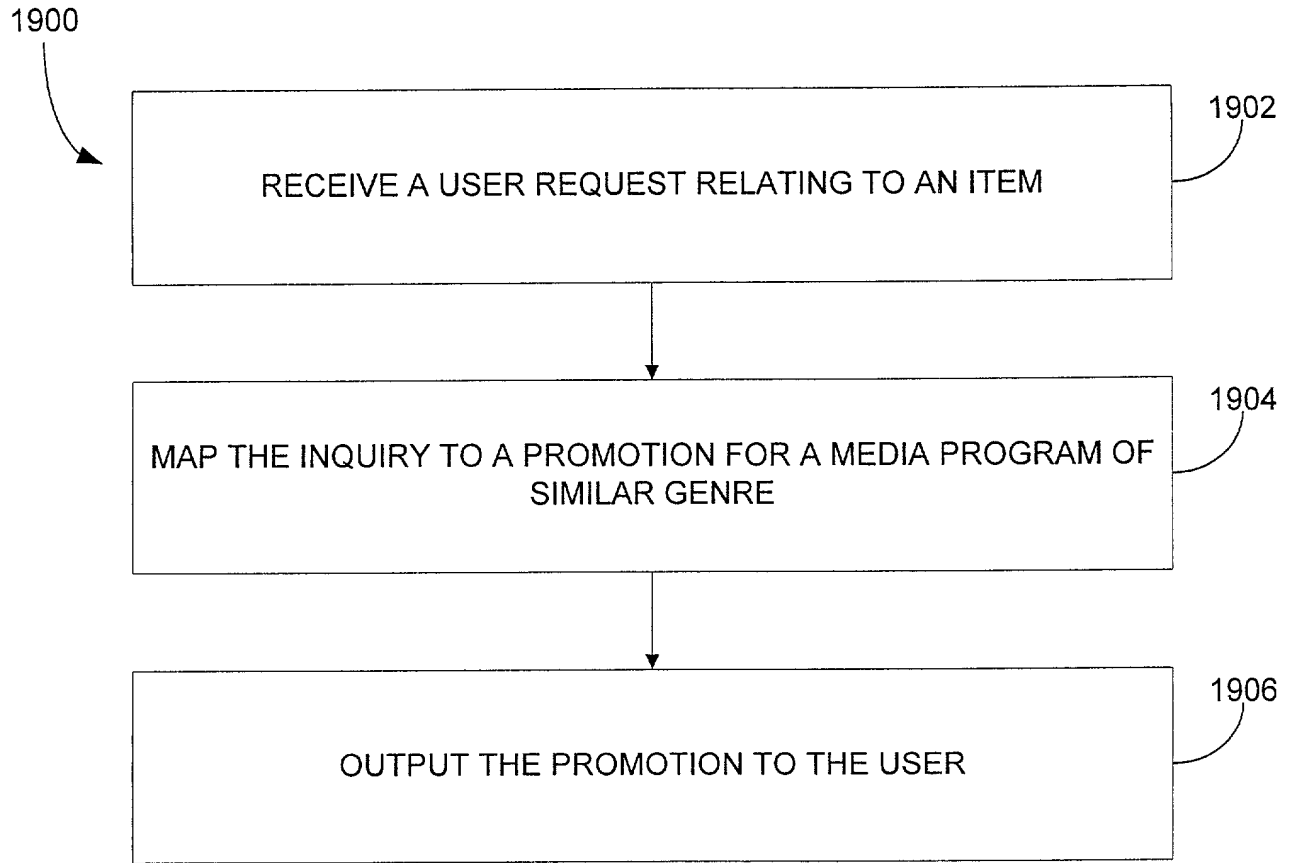 1900
1902
RECEIVE A USER REQUEST RELATING TO AN ITEM
1904
MAP THE INQUIRY TO A PROMOTION FOR A MEDIA PROGRAM OF
SIMILAR GENRE
1906
OUTPUT THE PROMOTION TO THE USER